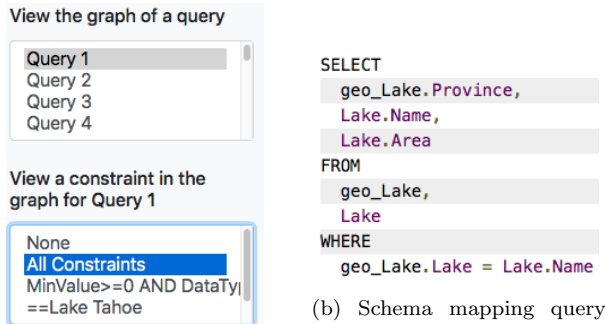 View the graph of a query
Query 1
Query 2
Query 3
Query 4
View a constraint in the
graph for Query 1
None
All Constraints
MinValue>=0 AND DataTy
==Lake Tahoe
SELECT
geo_Lake.Province,
Lake.Name,
Lake.Area
FROM
geo_Lake,
Lake
WHERE
geo_Lake.Lake = Lake.Name
(b) Schema mapping query